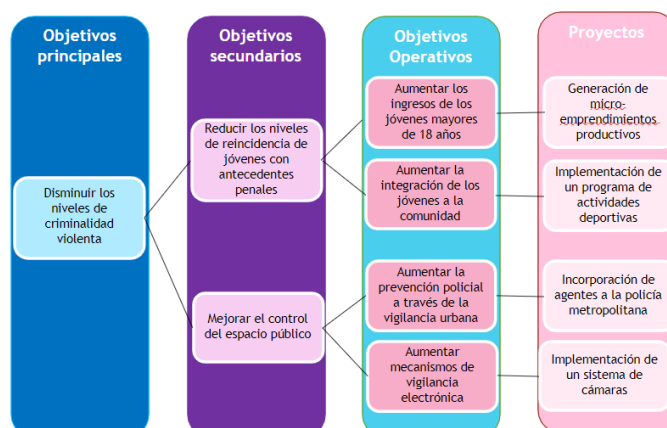 Objetivos
principales
Objetivos
secundarios
Objetivos
Operativos
Proyectos
Disminuir los
niveles de
criminalidad
violenta
Reducir los niveles
de reincidencia de
jóvenes con
antecedentes
penales
Mejorar el control
del espacio público
Aumentar los
ingresos de los
jóvenes mayores
de 18 años
Aumentar la
integración de los
jóvenes a la
comunidad
Aumentar la
prevención policial
a través de la
vigilancia urbana
Aumentar
mecanismos de
vigilancia
electrónica
Generación de
micro-
emprendimientos
productivos
Implementación de
un programa de
actividades
deportivas
Incorporación de
agentes a la policía
metropolitana
Implementación de
un sistema de
cámaras